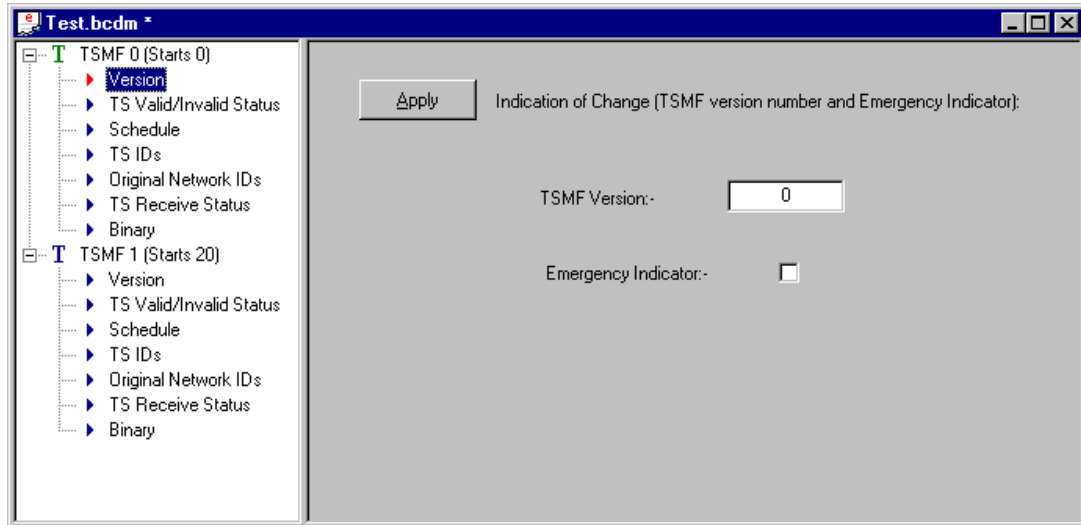 Test.bcdm *
T TSMF 0 (Starts 0)
Version
TS Valid/Invalid Status
Schedule
TS IDs
Original Network IDs
TS Receive Status
Binary
T TSMF 1 (Starts 20)
Version
TS Valid/Invalid Status
Schedule
TS IDs
Original Network IDs
TS Receive Status
Binary
Apply
Indication of Change (TSMF version number and Emergency Indicator):
TSMF Version:- 0
Emergency Indicator:-